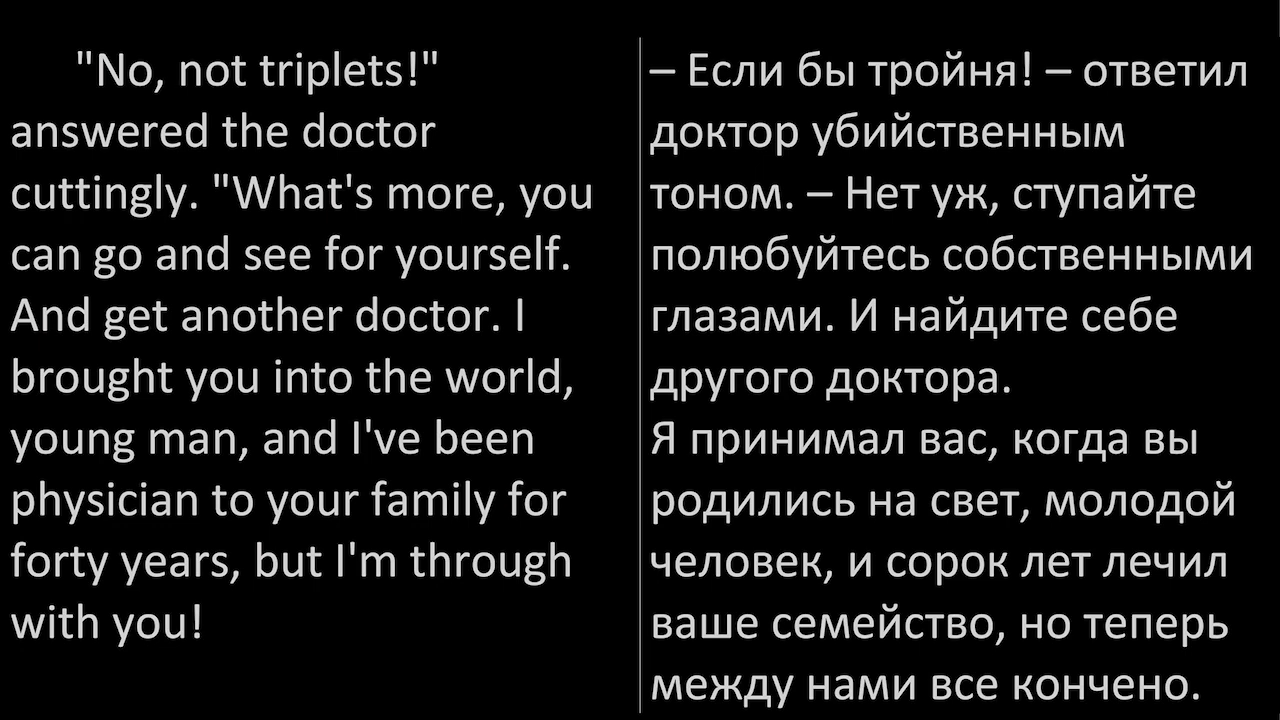 "No, not triplets!"
answered the doctor
cuttingly. "What's more, you
can go and see for yourself.
And get another doctor. I
brought you into the world,
young man, and I've been
physician to your family for
forty years, but I'm through
with you!
– Если бы тройня! – ответил
доктор убийственным
тоном. – Нет уж, ступайте
полюбуйтесь собственными
глазами. И найдите себе
другого доктора.
Я принимал вас, когда вы
родились на свет, молодой
человек, и сорок лет лечил
ваше семейство, но теперь
между нами все кончено.